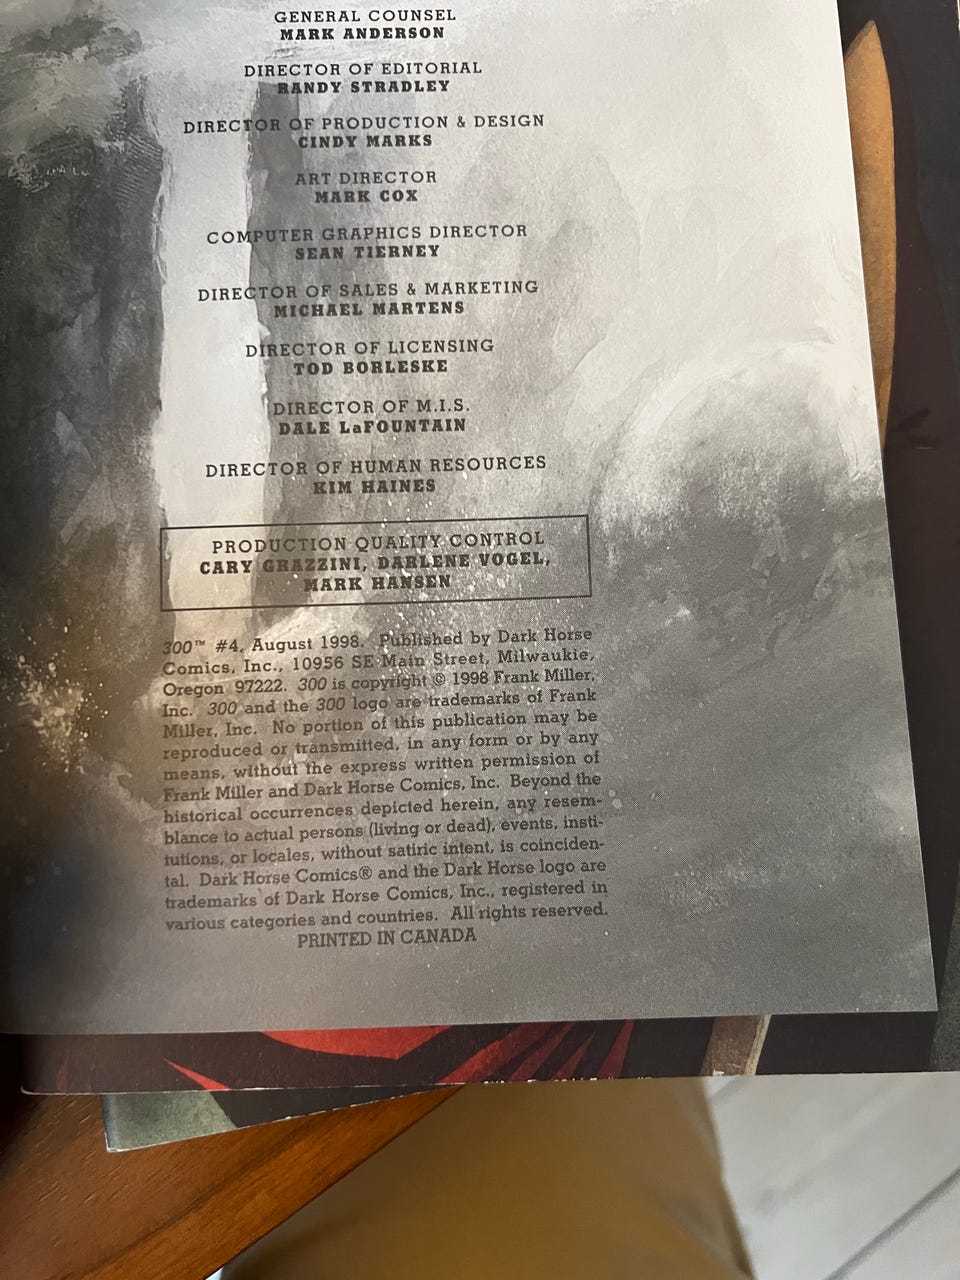 GENERAL COUNSEL
MARK ANDERSON
DIRECTOR OF EDITORIAL
RANDY STRADLEY
DIRECTOR OF PRODUCTION & DESIGN
CINDY MARKS
ART DIRECTOR
MARK COX
COMPUTER GRAPHICS DIRECTOR
SEAN TIERNEY
DIRECTOR OF SALES & MARKETING
MICHAEL MARTENS
DIRECTOR OF LICENSING
TOD BORLESKE
DIRECTOR OF M.I.S.
DALE LaFOUNTAIN
DIRECTOR OF HUMAN RESOURCES
KIM HAINES
PRODUCTION QUALITY CONTROL
CARY GRAZZINI, DARLENE VOGEL,
MARK HANSEN
300™ #4, August 1998. Published by Dark Horse
Comics, Inc., 10956 SE Main Street, Milwaukie,
Oregon 97222. 300 is copyright © 1998 Frank Miller,
Inc. 300 and the 300 logo are trademarks of Frank
Miller, Inc. No portion of this publication may be
reproduced or transmitted, in any form or by any
means, without the express written permission of
Frank Miller and Dark Horse Comics, Inc. Beyond the
historical occurrences depicted herein, any resem-
blance to actual persons (living or dead), events, insti-
tutions, or locales, without satiric intent, is coinciden-
tal. Dark Horse Comics® and the Dark Horse logo are
trademarks of Dark Horse Comics, Inc., registered in
various categories and countries. All rights reserved.
PRINTED IN CANADA